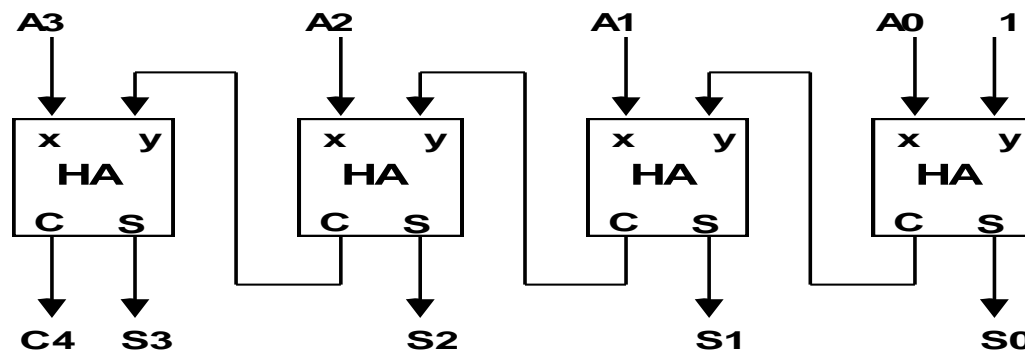 A3 A2 A1 A0 1
x y x y x y x y
HA HA HA HA
C S C S C S C S
C4 S3 S2 S1 S0